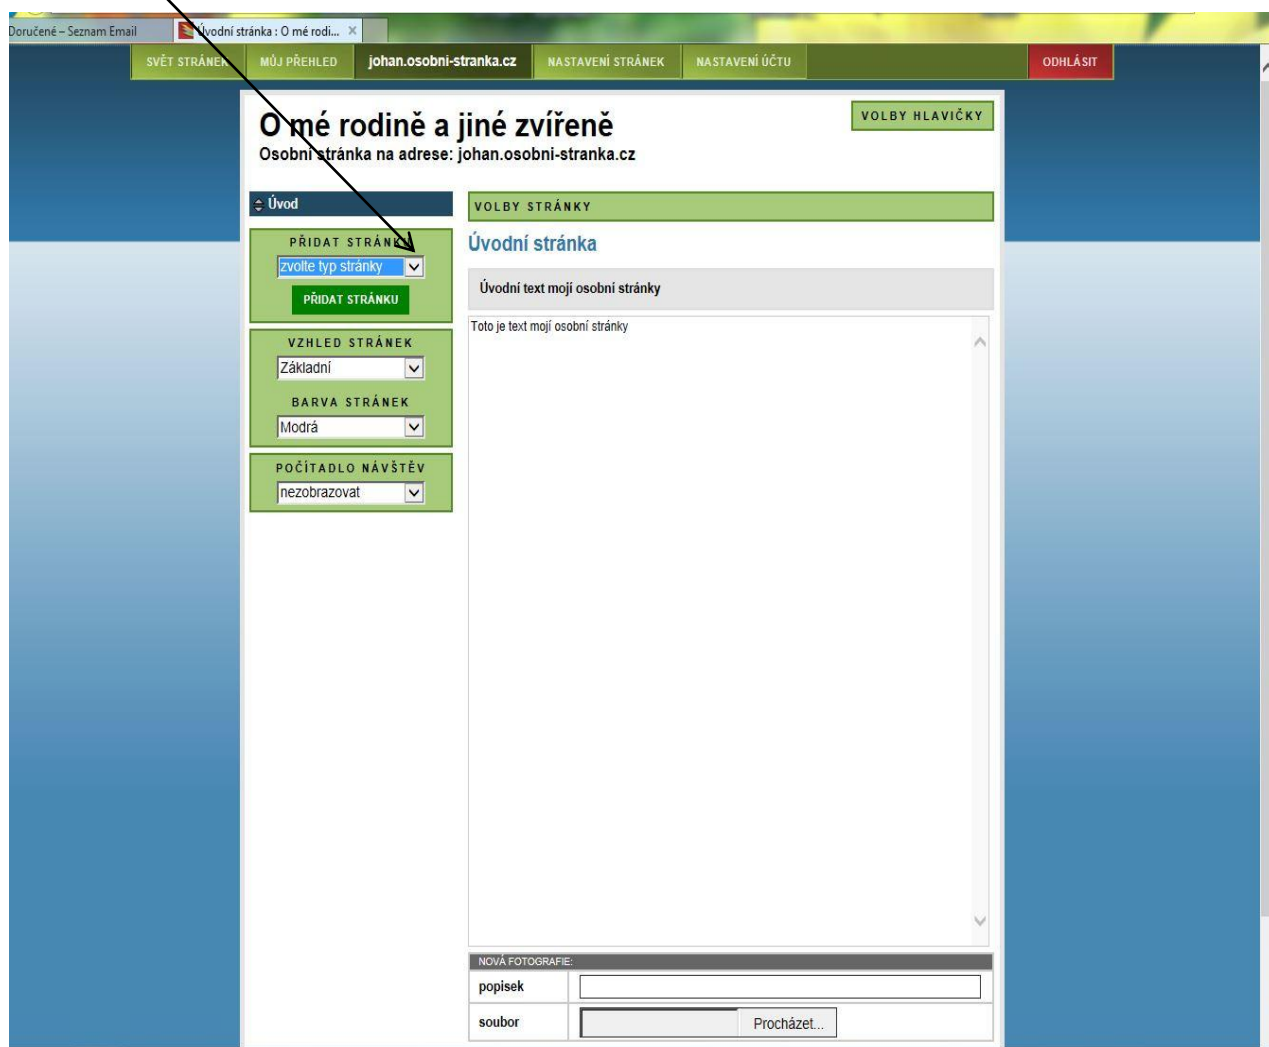 Doručené – Seznam Email
Úvodní stránka : O mé rodi...
SVĚT STRÁNEK
MŮJ PŘEHLED
johan.osobni-stranka.cz
NASTAVENÍ STRÁNEK
NASTAVENÍ ÚČTU
ODHLÁSIT
O mé rodině a jiné zvířeně
VOLBY HLAVIČKY
Osobní stránka na adrese: johan.osobni-stranka.cz
Úvod
PŘIDAT STRÁNKU
zvolte typ stránky
PŘIDAT STRÁNKU
VZHLED STRÁNEK
Základní
BARVA STRÁNEK
Modrá
POČÍTADLO NÁVŠTĚV
nezobrazovat
VOLBY STRÁNKY
Úvodní stránka
Úvodní text mojí osobni stránky
Toto je text mojí osobní stránky
NOVÁ FOTOGRAFIE:
popisek
soubor
Procházet...